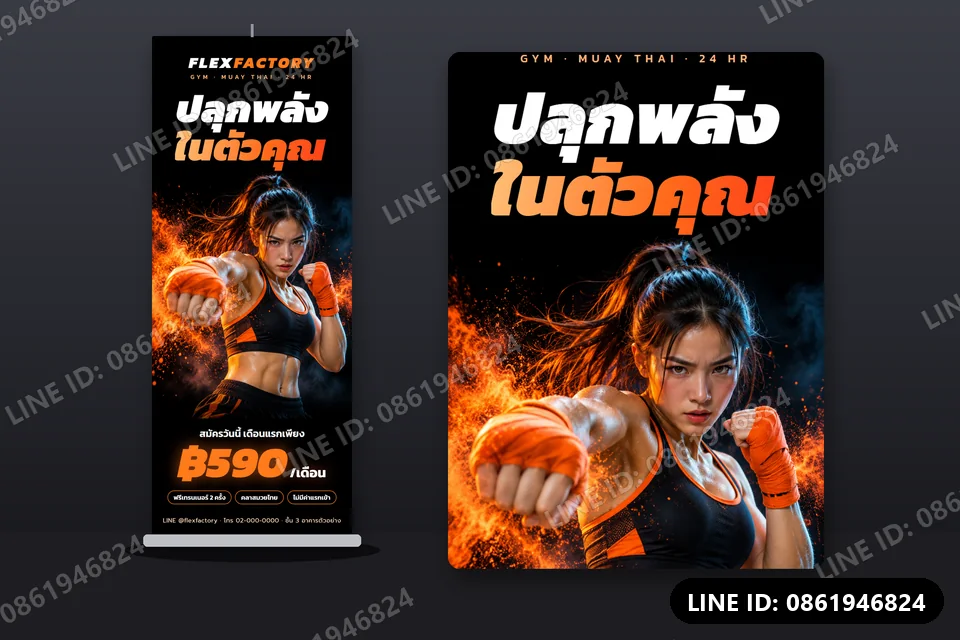 FLEXFACTORY
GYM · MUAY THAI · 24 HR
ปลุกพลัง
ในตัวคุณ
สมัครวันนี้ เดือนแรกเพียง
฿590/เดือน
ฟรีเทรนเนอร์ 2 ครั้ง
คลาสมวยไทย
ไม่มีค่าแรกเข้า
LINE @flexfactory · โทร 02-000-0000 · ชั้น 3 อาคารตัวอย่าง
GYM · MUAY THAI · 24 HR
ปลุกพลัง
ในตัวคุณ
LINE ID: 0861946824